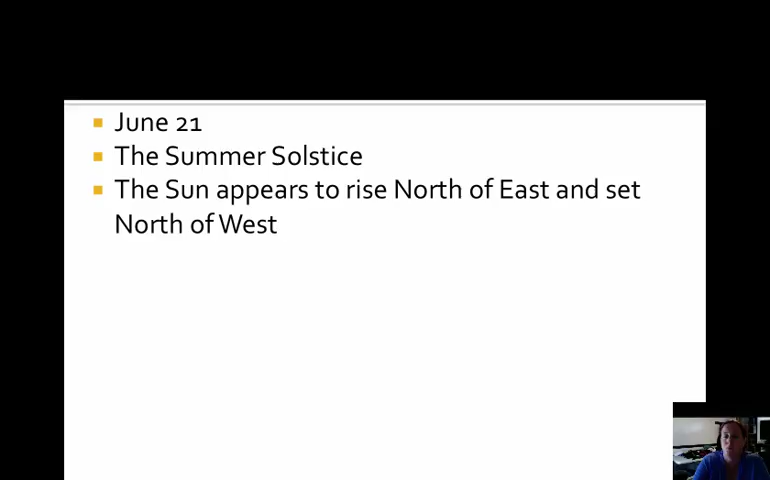 June 21
The Summer Solstice
The Sun appears to rise North of East and set
North of West